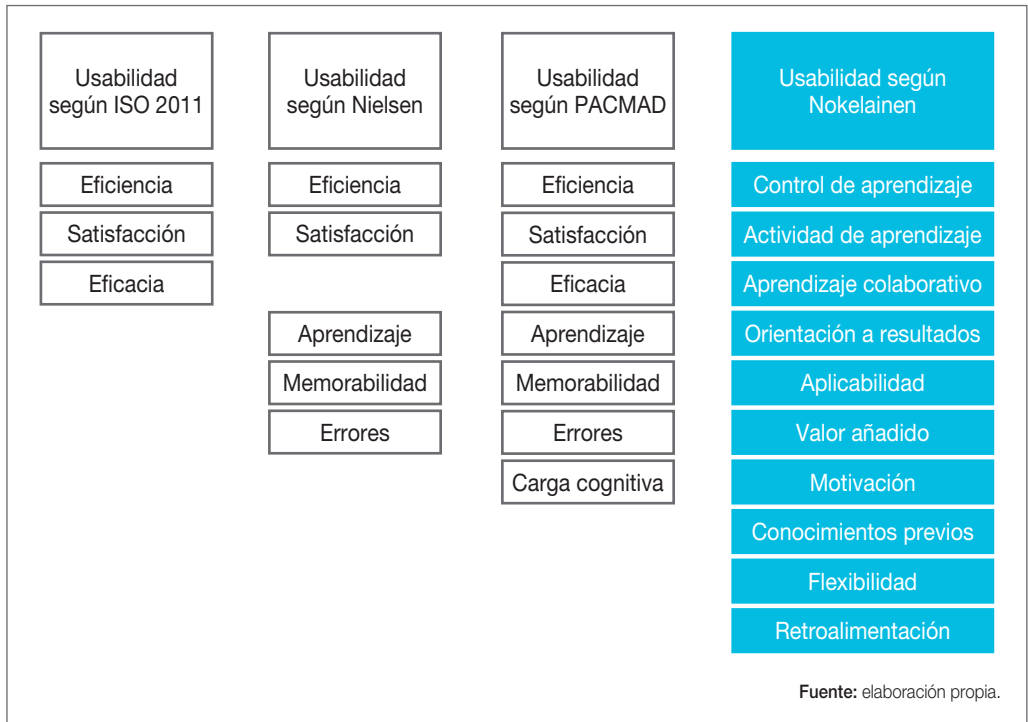 Usabilidad
según ISO 2011
Eficiencia
Satisfacción
Eficacia
Usabilidad
según Nielsen
Eficiencia
Satisfacción
Aprendizaje
Memorabilidad
Errores
Usabilidad
según PACMAD
Eficiencia
Satisfacción
Eficacia
Aprendizaje
Memorabilidad
Errores
Carga cognitiva
Usabilidad según
Nokelainen
Control de aprendizaje
Actividad de aprendizaje
Aprendizaje colaborativo
Orientación a resultados
Aplicabilidad
Valor añadido
Motivación
Conocimientos previos
Flexibilidad
Retroalimentación
Fuente: elaboración propia.